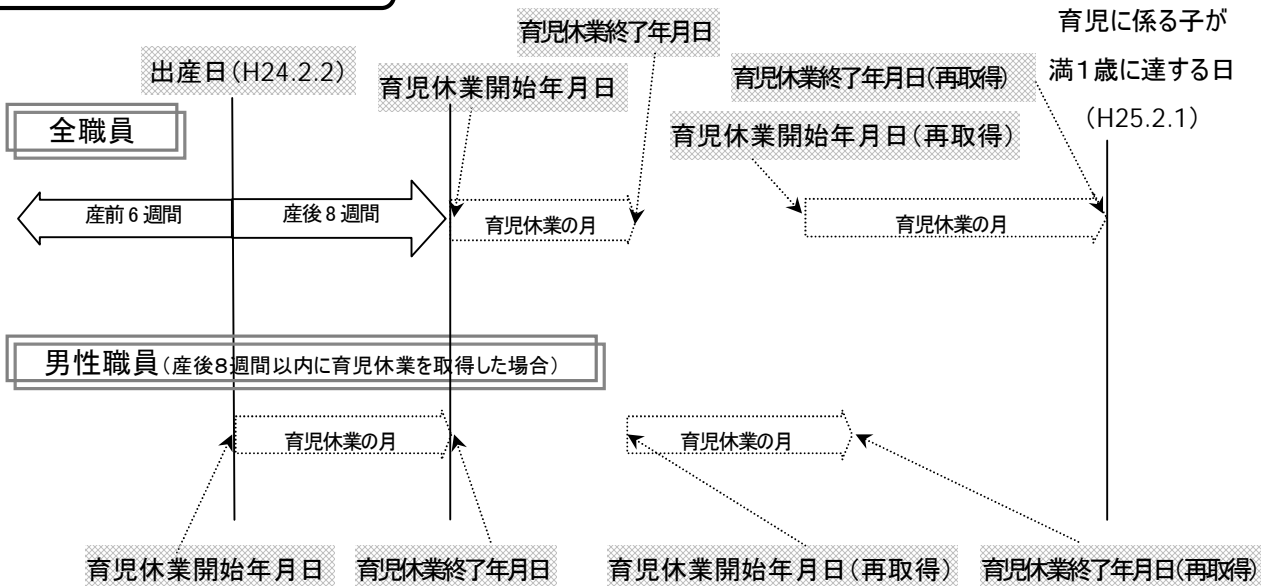 育児休業終了年月日
育児に係る子が
満１歳に達する日
(H25.2.1)
出産日(H24.2.2)
育児休業開始年月日
育児休業終了年月日(再取得)
育児休業開始年月日(再取得)
全職員
産前６週間
産後８週間
育児休業の月
育児休業の月
男性職員(産後８週間以内に育児休業を取得した場合)
育児休業の月
育児休業の月
育児休業開始年月日
育児休業終了年月日
育児休業開始年月日(再取得)
育児休業終了年月日(再取得)